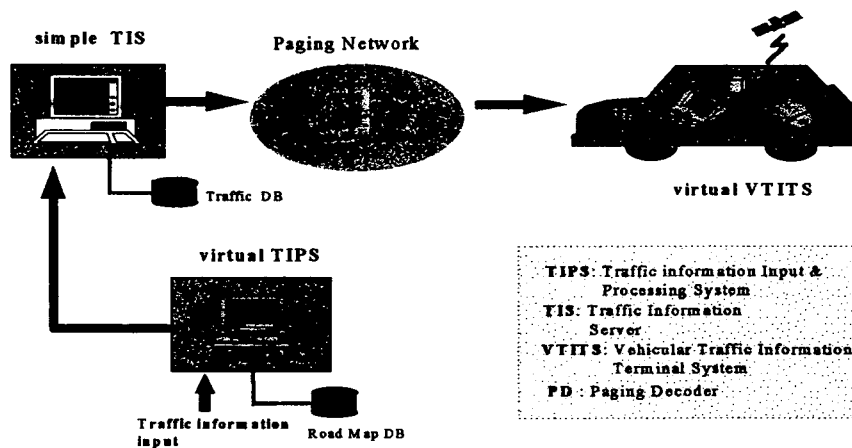 simple TIS
Paging Network
Traffic DB
virtual VTITS
virtual TIPS
Traffic information
input
Road Map DB
TIPS: Traffic information Input &
Processing System
TIS: Traffic Information
Server
VTITS: Vehicular Traffic Information
Terminal System
PD : Paging Decoder